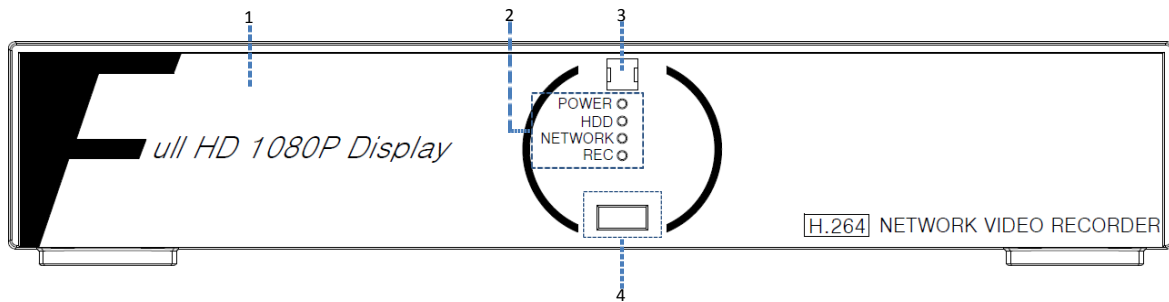 1
2
3
POWER
HDD
NETWORK
REC
Full HD 1080P Display
H.264 NETWORK VIDEO RECORDER
4